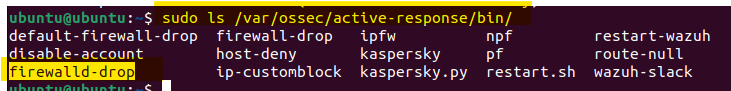 ubuntu@ubuntu:~$ sudo ls /var/ossec/active-response/bin/
default-firewall-drop firewall-drop ipfw npf restart-wazuh
disable-account host-deny kaspersky pf route-null
firewalld-drop ip-customblock kaspersky.py restart.sh wazuh-slack
ubuntu@ubuntu:~$